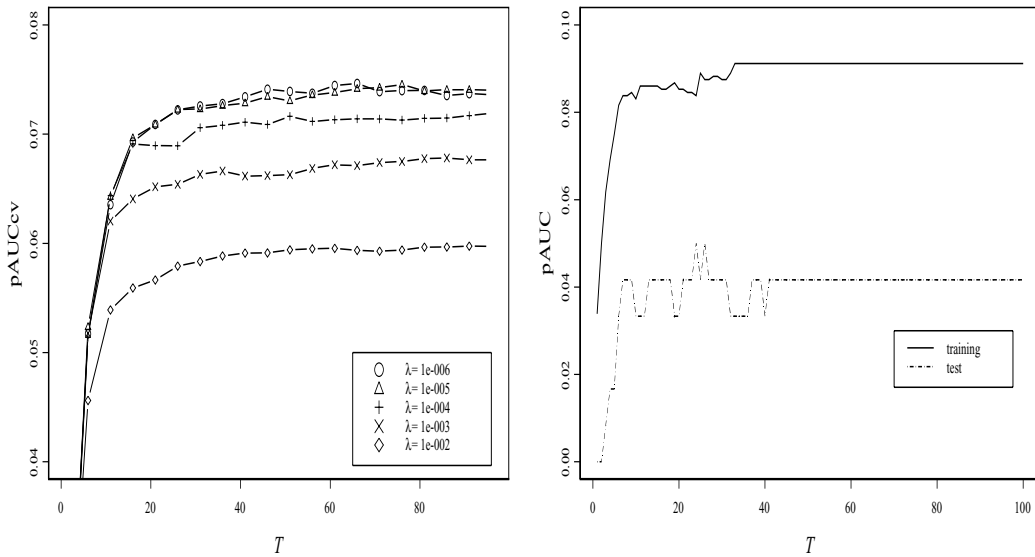 0.08
0.07
0.06
0.05
0.04
pAUCcv
0 20 40 60 80
T
λ= 1e-006
λ= 1e-005
λ= 1e-004
λ= 1e-003
λ= 1e-002
0.10
0.08
0.06
0.04
0.02
0.00
pAUC
0 20 40 60 80 100
T
training
test